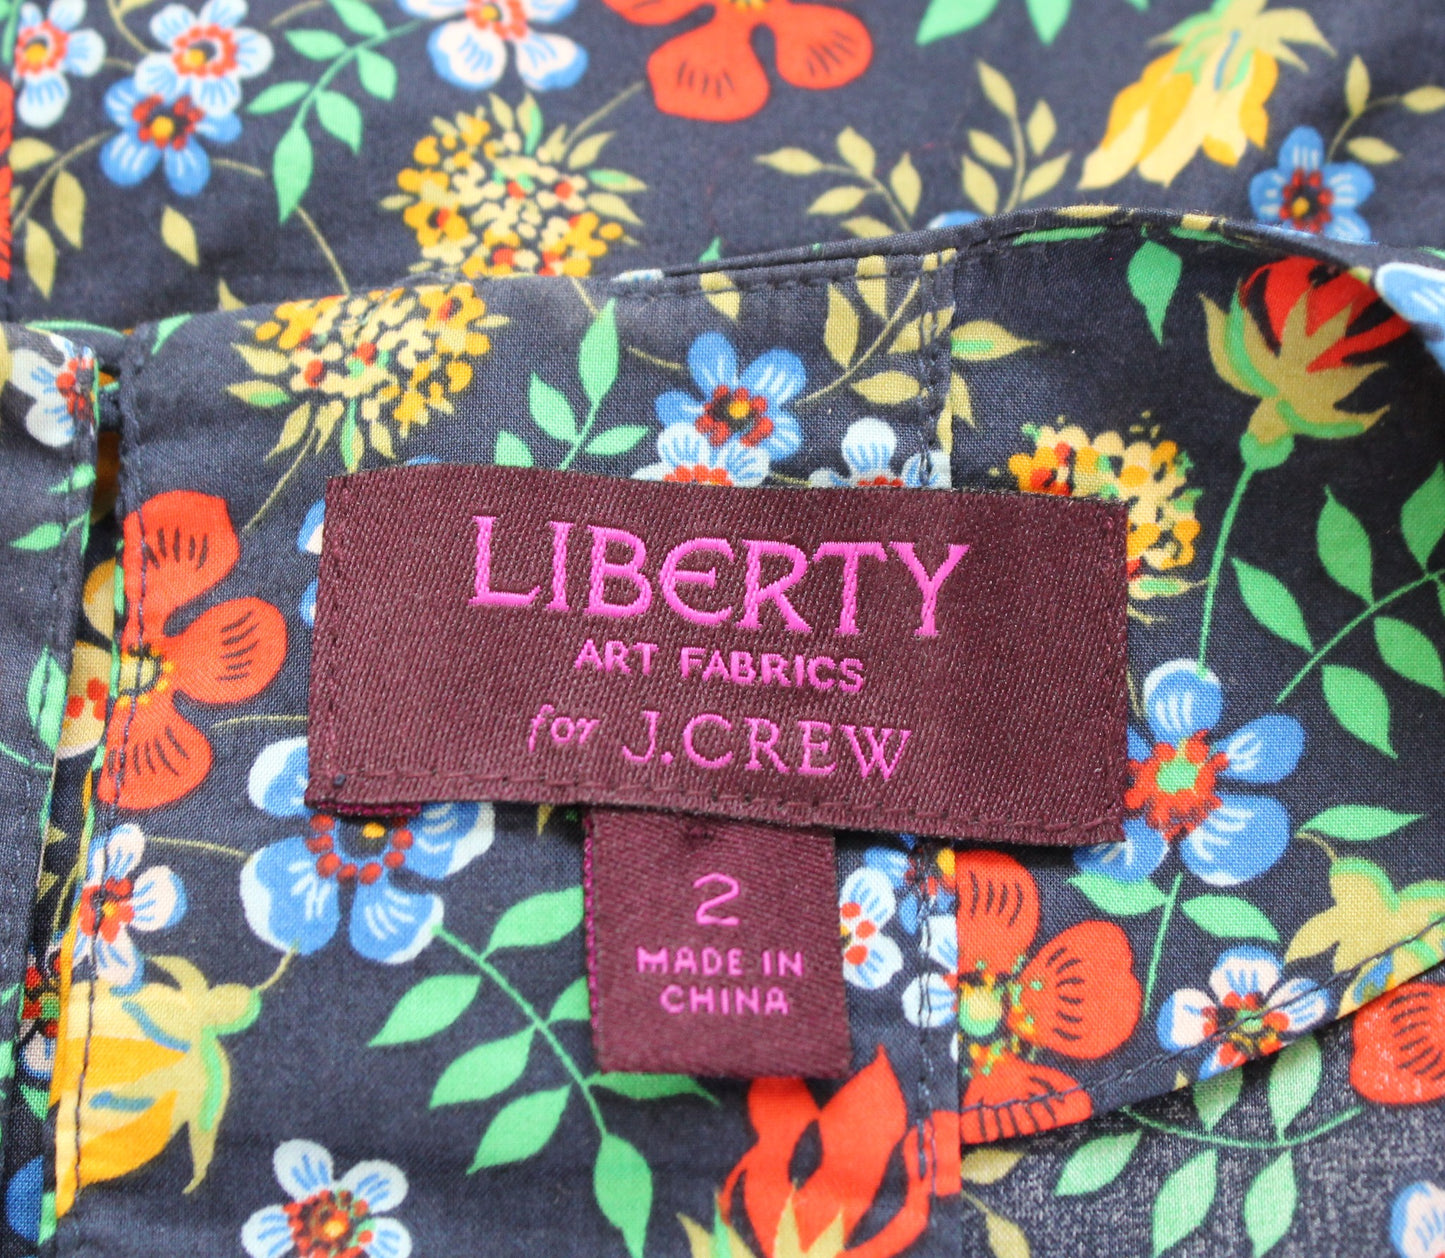 LIBERTY
ART FABRICS
for J.CREW
2
MADE IN
CHINA